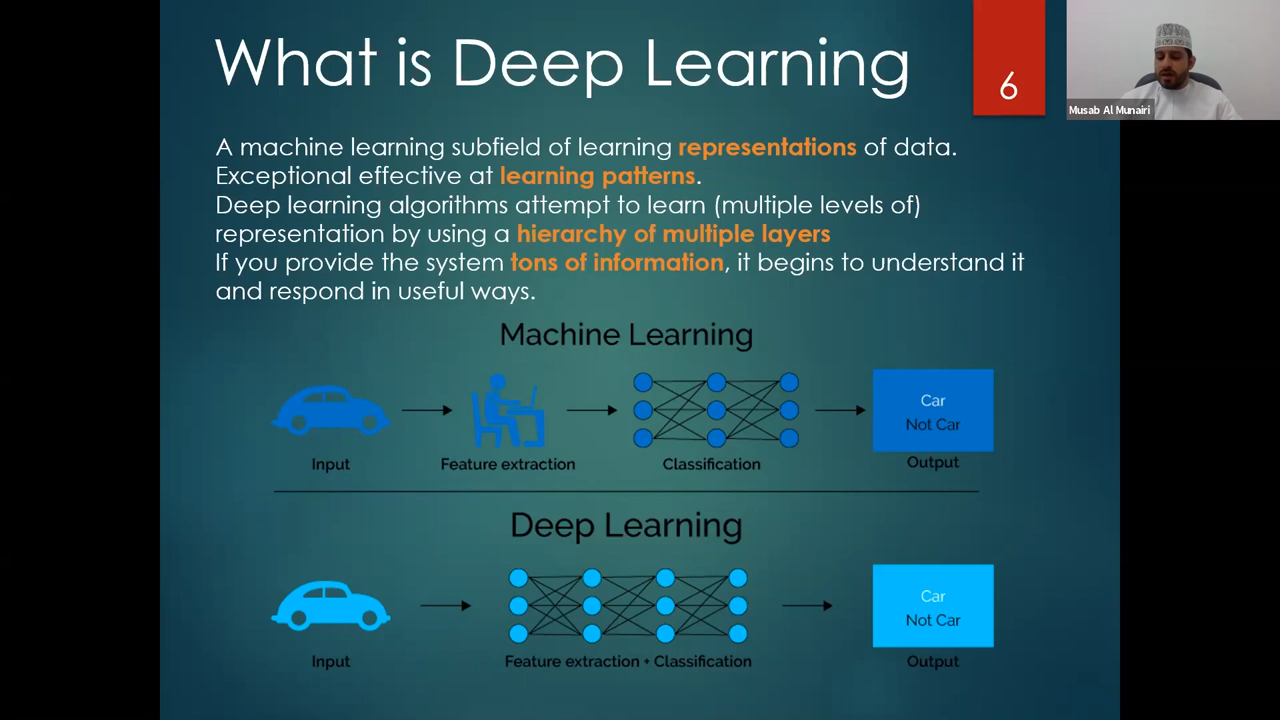 What is Deep Learning
6
Musab Al Munairi
A machine learning subfield of learning representations of data.
Exceptional effective at learning patterns.
Deep learning algorithms attempt to learn (multiple levels of)
representation by using a hierarchy of multiple layers
If you provide the system tons of information, it begins to understand it
and respond in useful ways.
Machine Learning
Car
Not Car
Input
Feature extraction
Classification
Output
Deep Learning
Car
Not Car
Input
Feature extraction + Classification
Output